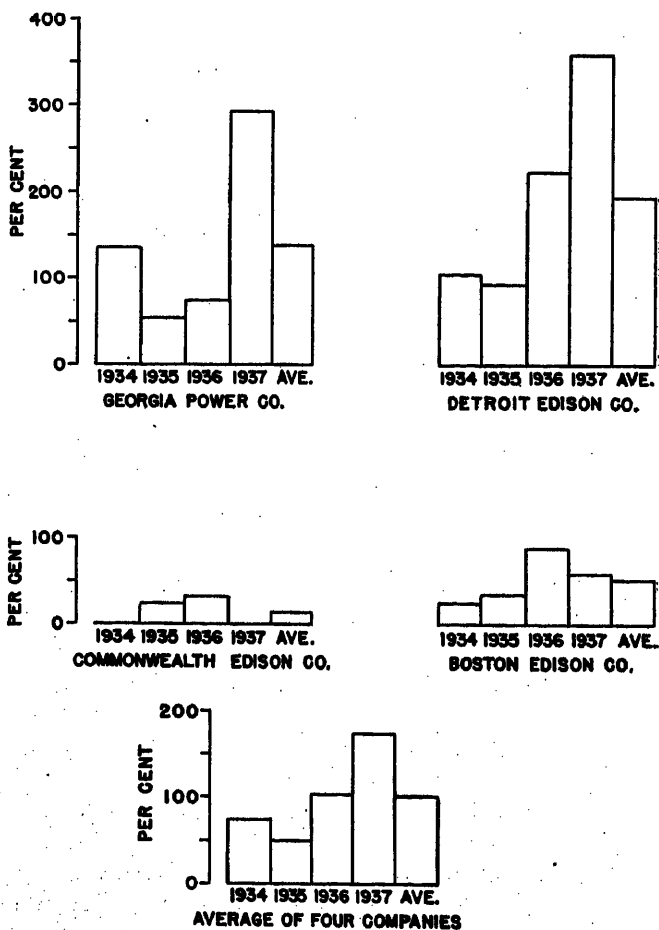 400
300
200
100
0
PER CENT
1934 1935 1936 1937 AVE.
GEORGIA POWER CO.
1934 1935 1936 1937 AVE.
DETROIT EDISON CO.
100
0
PER CENT
1934 1935 1936 1937 AVE.
COMMONWEALTH EDISON CO.
1934 1935 1936 1937 AVE.
BOSTON EDISON CO.
200
100
0
PER CENT
1934 1935 1936 1937 AVE.
AVERAGE OF FOUR COMPANIES